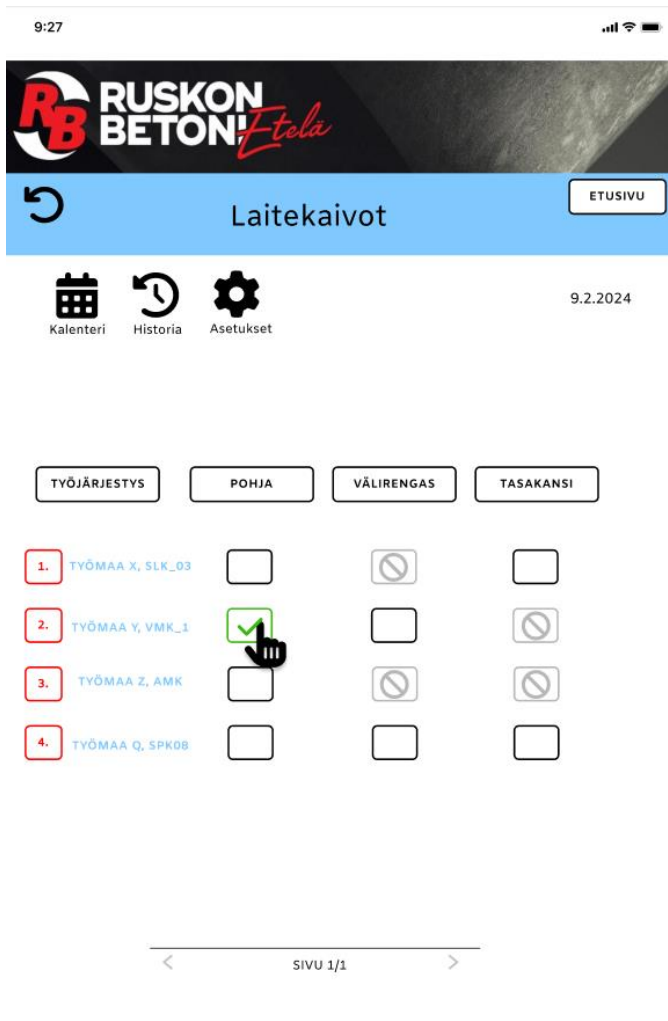 9:27
RB RUSKON
BETONI Etelä
Laitekaivot
ETUSIVU
Kalenteri Historia Asetukset
9.2.2024
TYÖJÄRJESTYS POHJA VÄLIRENGAS TASAKANSI
1. TYÖMAA X, SLK_03
2. TYÖMAA Y, VMK_1
3. TYÖMAA Z, AMK
4. TYÖMAA Q, SPK08
< SIVU 1/1 >